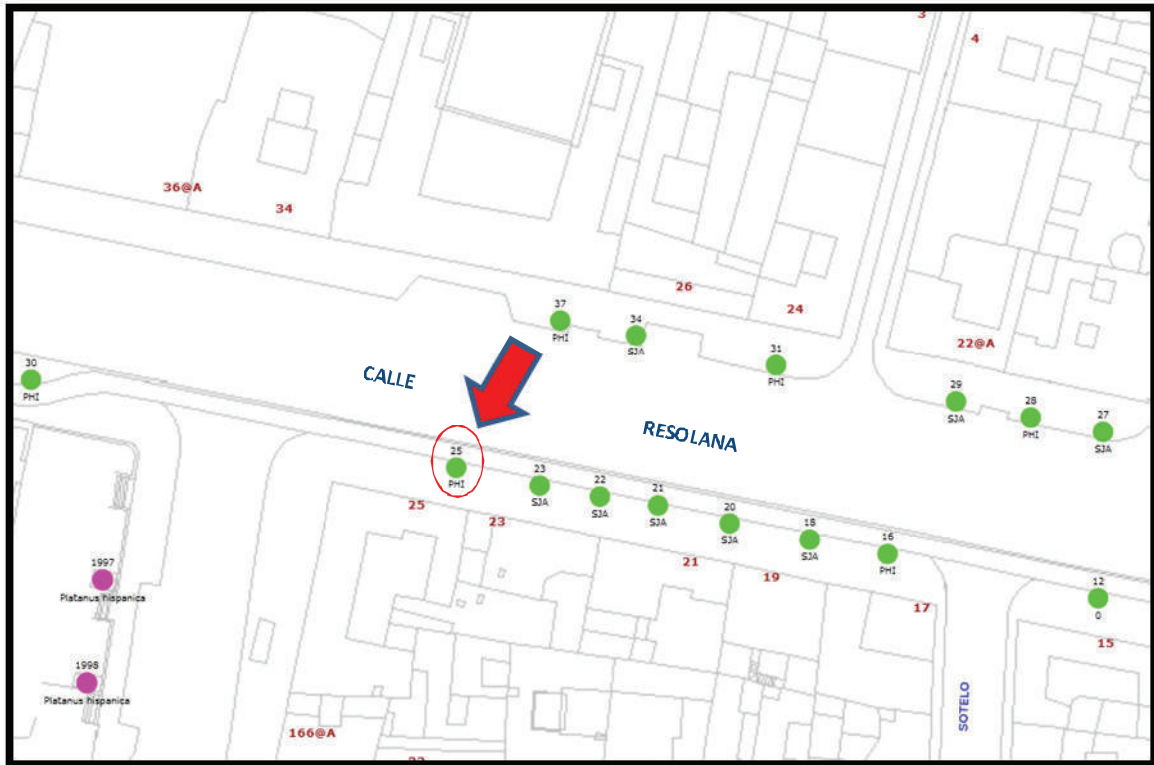 3
4
36@A
34
26
24
22@A
37
PHI
34
SJA
31
PHI
29
SJA
28
PHI
27
SJA
30
PHI
CALLE
RESOLANA
25
PHI
23
SJA
22
SJA
21
SJA
20
SJA
18
SJA
16
PHI
12
0
25
23
21
19
17
15
1997
Platanus hispanica
1998
Platanus hispanica
166@A
SOTELO